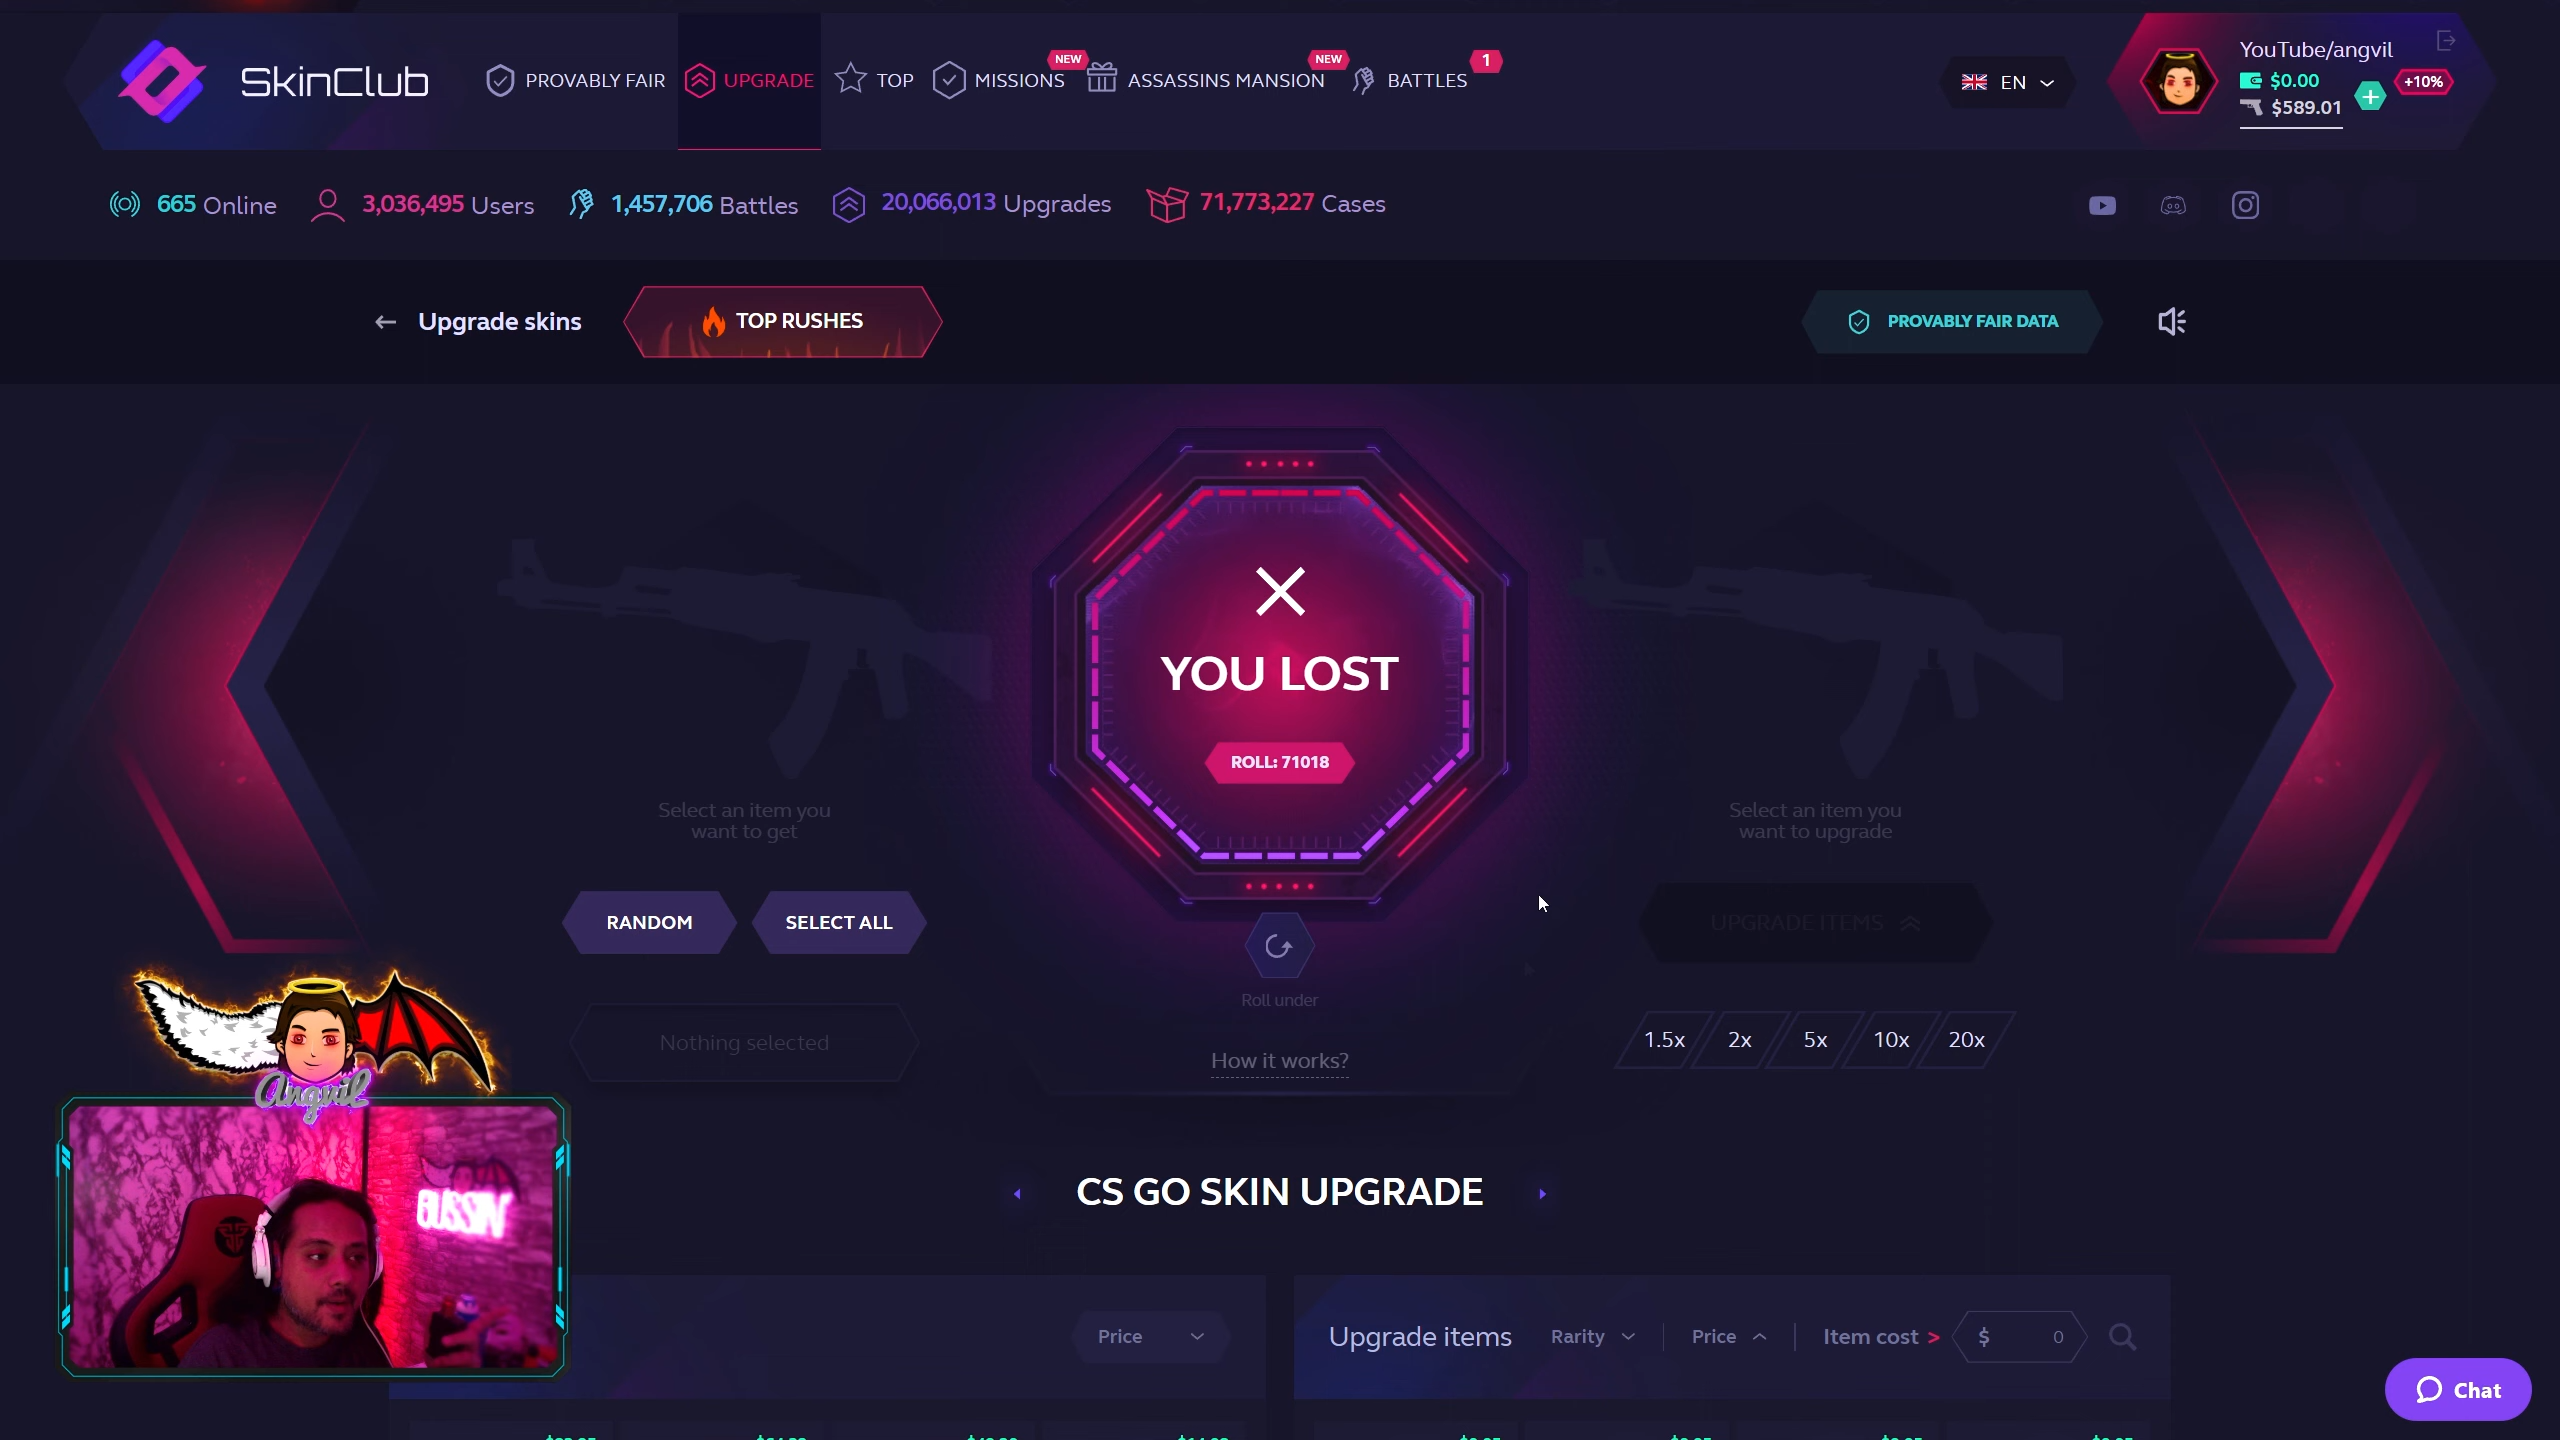 SkinClub
PROVABLY FAIR
UPGRADE
TOP
MISSIONS
NEW
ASSASSINS MANSION
NEW
BATTLES
1
EN
YouTube/angvil
$0.00
$589.01
+10%
665 Online
3,036,495 Users
1,457,706 Battles
20,066,013 Upgrades
71,773,227 Cases
Upgrade skins
TOP RUSHES
PROVABLY FAIR DATA
YOU LOST
ROLL: 71018
Select an item you
want to get
Select an item you
want to upgrade
RANDOM
SELECT ALL
UPGRADE ITEMS
Roll under
Nothing selected
How it works?
1.5x
2x
5x
10x
20x
Angvil
BUSSIN'
CS GO SKIN UPGRADE
Price
Upgrade items
Rarity
Price
Item cost >
$ 0
Chat